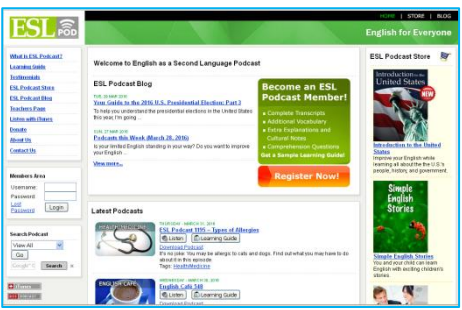 HOME | STORE | BLOG
ESL POD
English for Everyone
What is ESL Podcast?
Learning Guide
Testimonials
ESL Podcast Store
ESL Podcast Blog
Teachers Page
Listen with iTunes
Donate
About Us
Contact Us
Members Area
Username:
Password:
Lost
Password
Login
Search Podcast
View All
Go
Search
iTunes
Welcome to English as a Second Language Podcast
ESL Podcast Blog
Your Guide to the 2016 U.S. Presidential Election: Part 3
To help you understand the presidential elections in the United States
this year, I'm going ...
Podcasts this Week (March 28, 2016)
Is your limited English standing in your way? Do you want to improve
your English ...
View more...
Become an ESL
Podcast Member!
Complete Transcripts
Additional Vocabulary
Extra Explanations and
Cultural Notes
Comprehension Questions
Get a Sample Learning Guide!
Register Now!
Latest Podcasts
HEALTH/MEDICINE
THURSDAY - MARCH 31, 2016
ESL Podcast 1195 – Types of Allergies
Listen
Learning Guide
Download Podcast
It's no joke: You may be allergic to cats and dogs. Find out what you may have to do
about it in this episode.
Tags: Health/Medicine
ENGLISH CAFE
English Café 548
Listen
Learning Guide
Download Podcast
ESL Podcast Store
Introduction to the
United States
NEW
Introduction to the United
States
Improve your English while
learning all about the U.S.'s
people, history, and government.
Simple
English
Stories
Simple English Stories
You and your child can learn
English with exciting children's
stories.